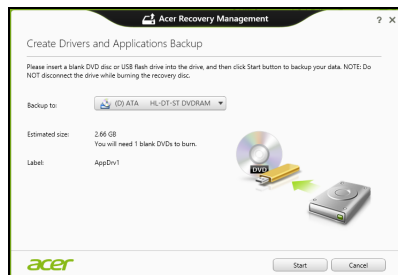 Acer Recovery Management
? X
Create Drivers and Applications Backup
Please insert a blank DVD disc or USB flash drive into the drive, and then click Start button to backup your data. NOTE: Do
NOT disconnect the drive while burning the recovery disc.
Backup to: (D) ATA HL-DT-ST DVDRAM
Estimated size: 2.66 GB
You will need 1 blank DVDs to burn.
Label: AppDrv1
DVD
acer Start Cancel